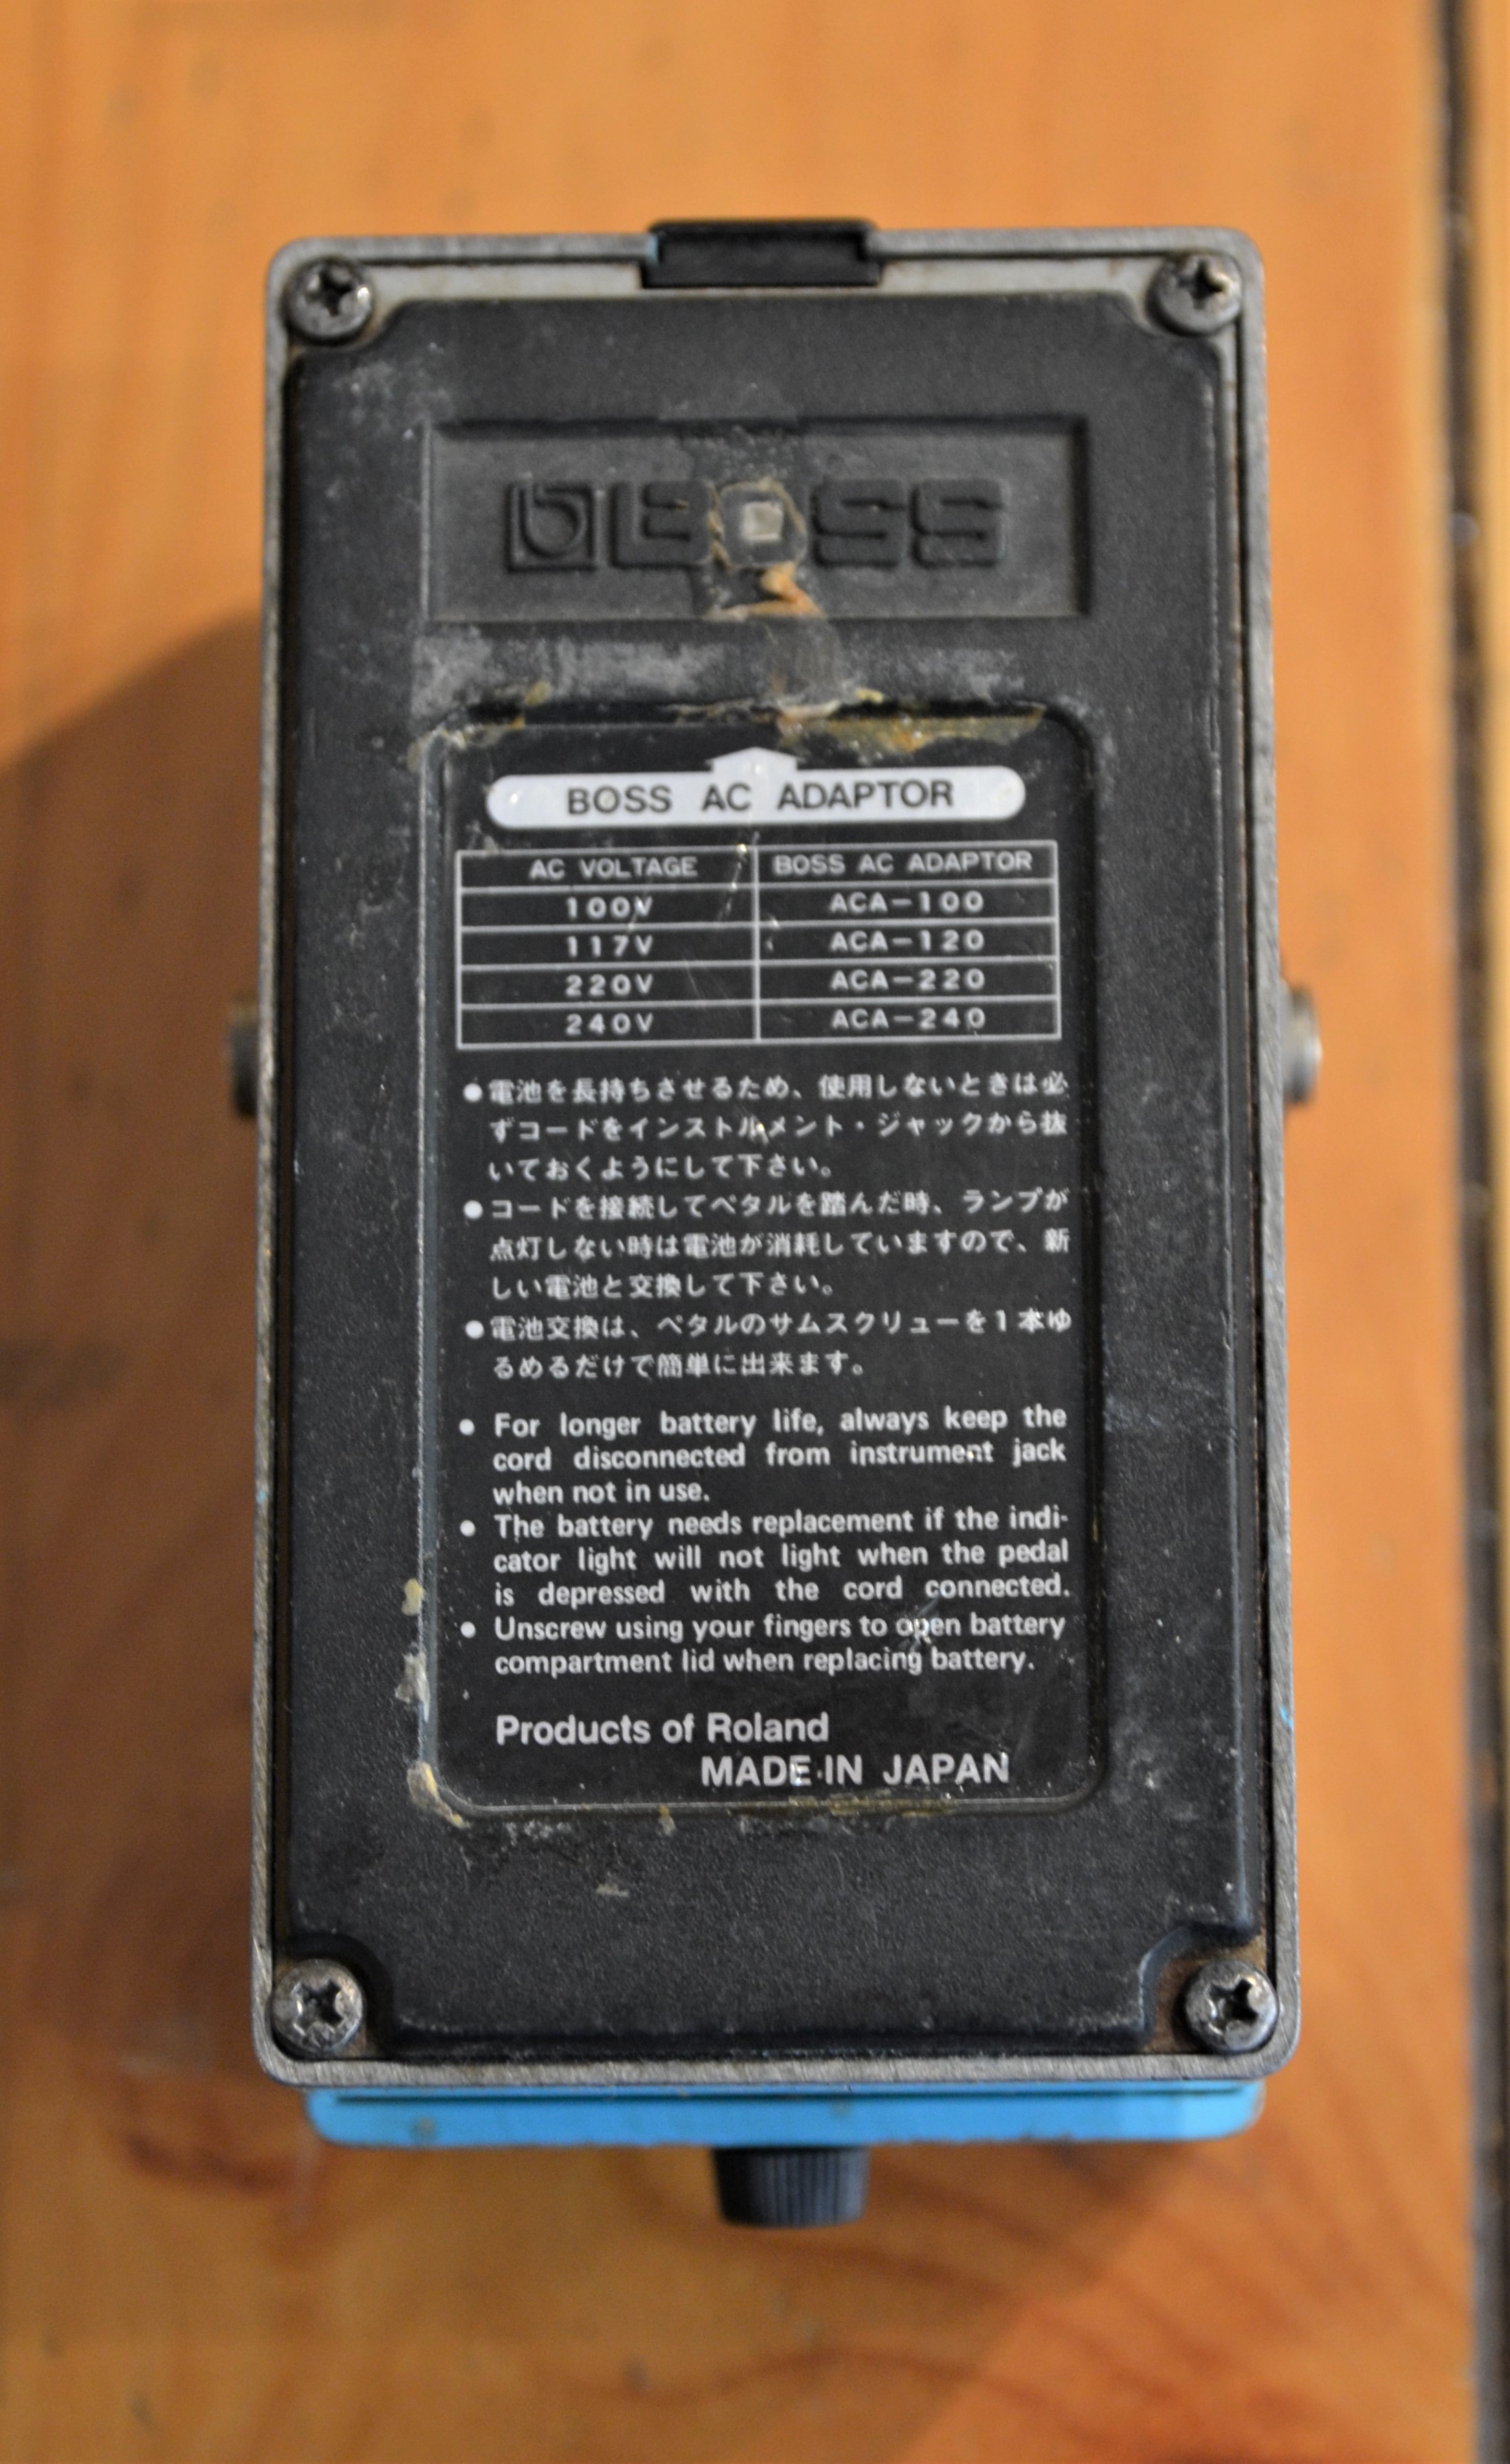 BOSS
BOSS AC ADAPTOR
AC VOLTAGE BOSS AC ADAPTOR
100V ACA-100
117V ACA-120
220V ACA-220
240V ACA-240
●電池を長持ちさせるため、使用しないときは必
ずコードをインストルメント・ジャックから抜
いておくようにして下さい。
●コードを接続してペタルを踏んだ時、ランプが
点灯しない時は電池が消耗していますので、新
しい電池と交換して下さい。
●電池交換は、ペタルのサムスクリューを1本ゆ
るめるだけで簡単に出来ます。
● For longer battery life, always keep the
cord disconnected from instrument jack
when not in use.
● The battery needs replacement if the indi-
cator light will not light when the pedal
is depressed with the cord connected.
● Unscrew using your fingers to open battery
compartment lid when replacing battery.
Products of Roland
MADE IN JAPAN